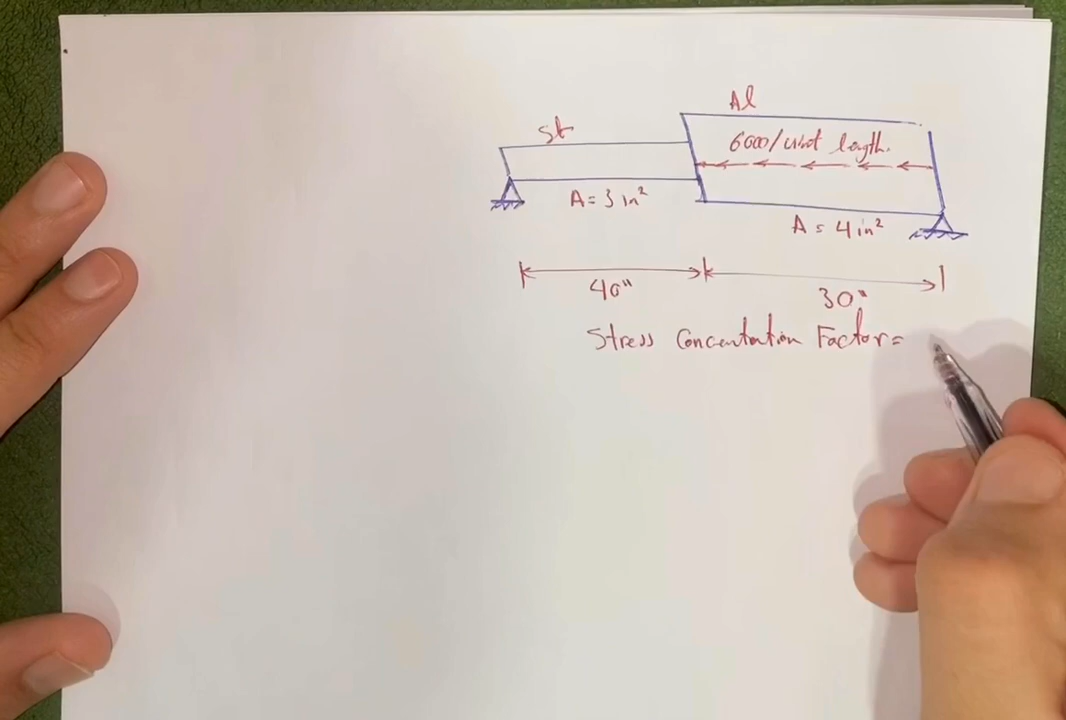 St
Al
6000/unit length.
A = 3 in²
A = 4 in²
40"
30"
Stress Concentration Factor =